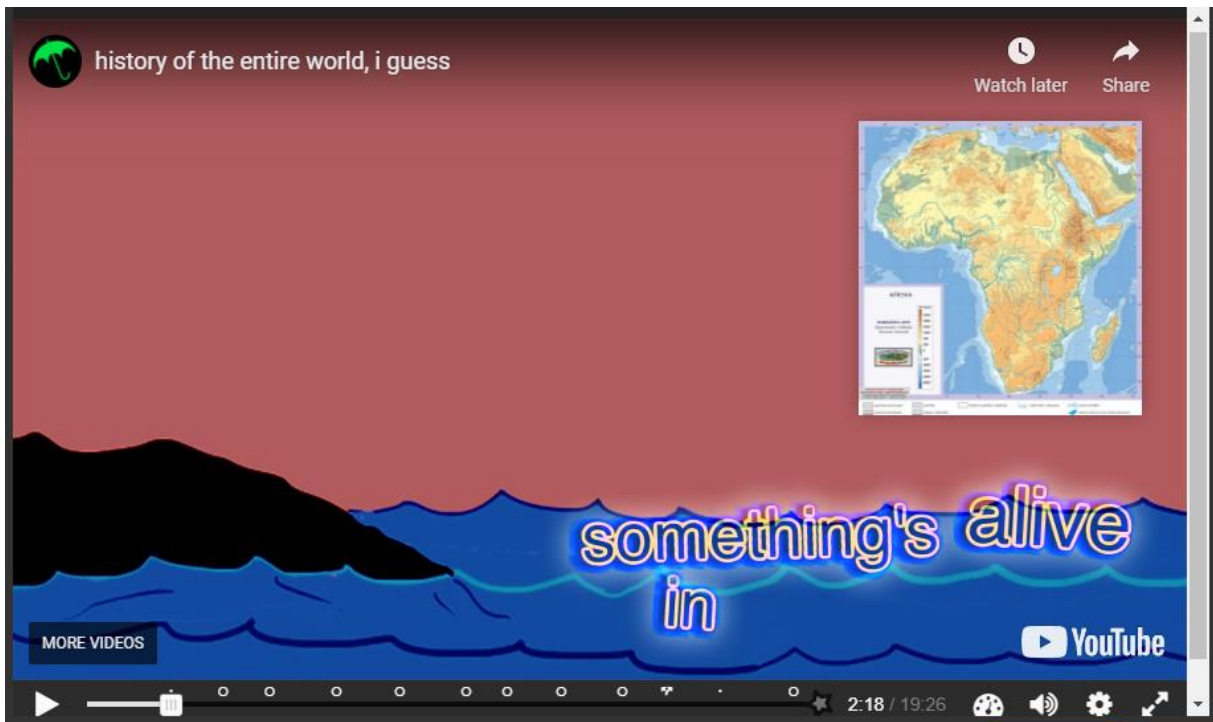 history of the entire world, i guess
Watch later
Share
something's alive
in
MORE VIDEOS
YouTube
2:18 / 19:26